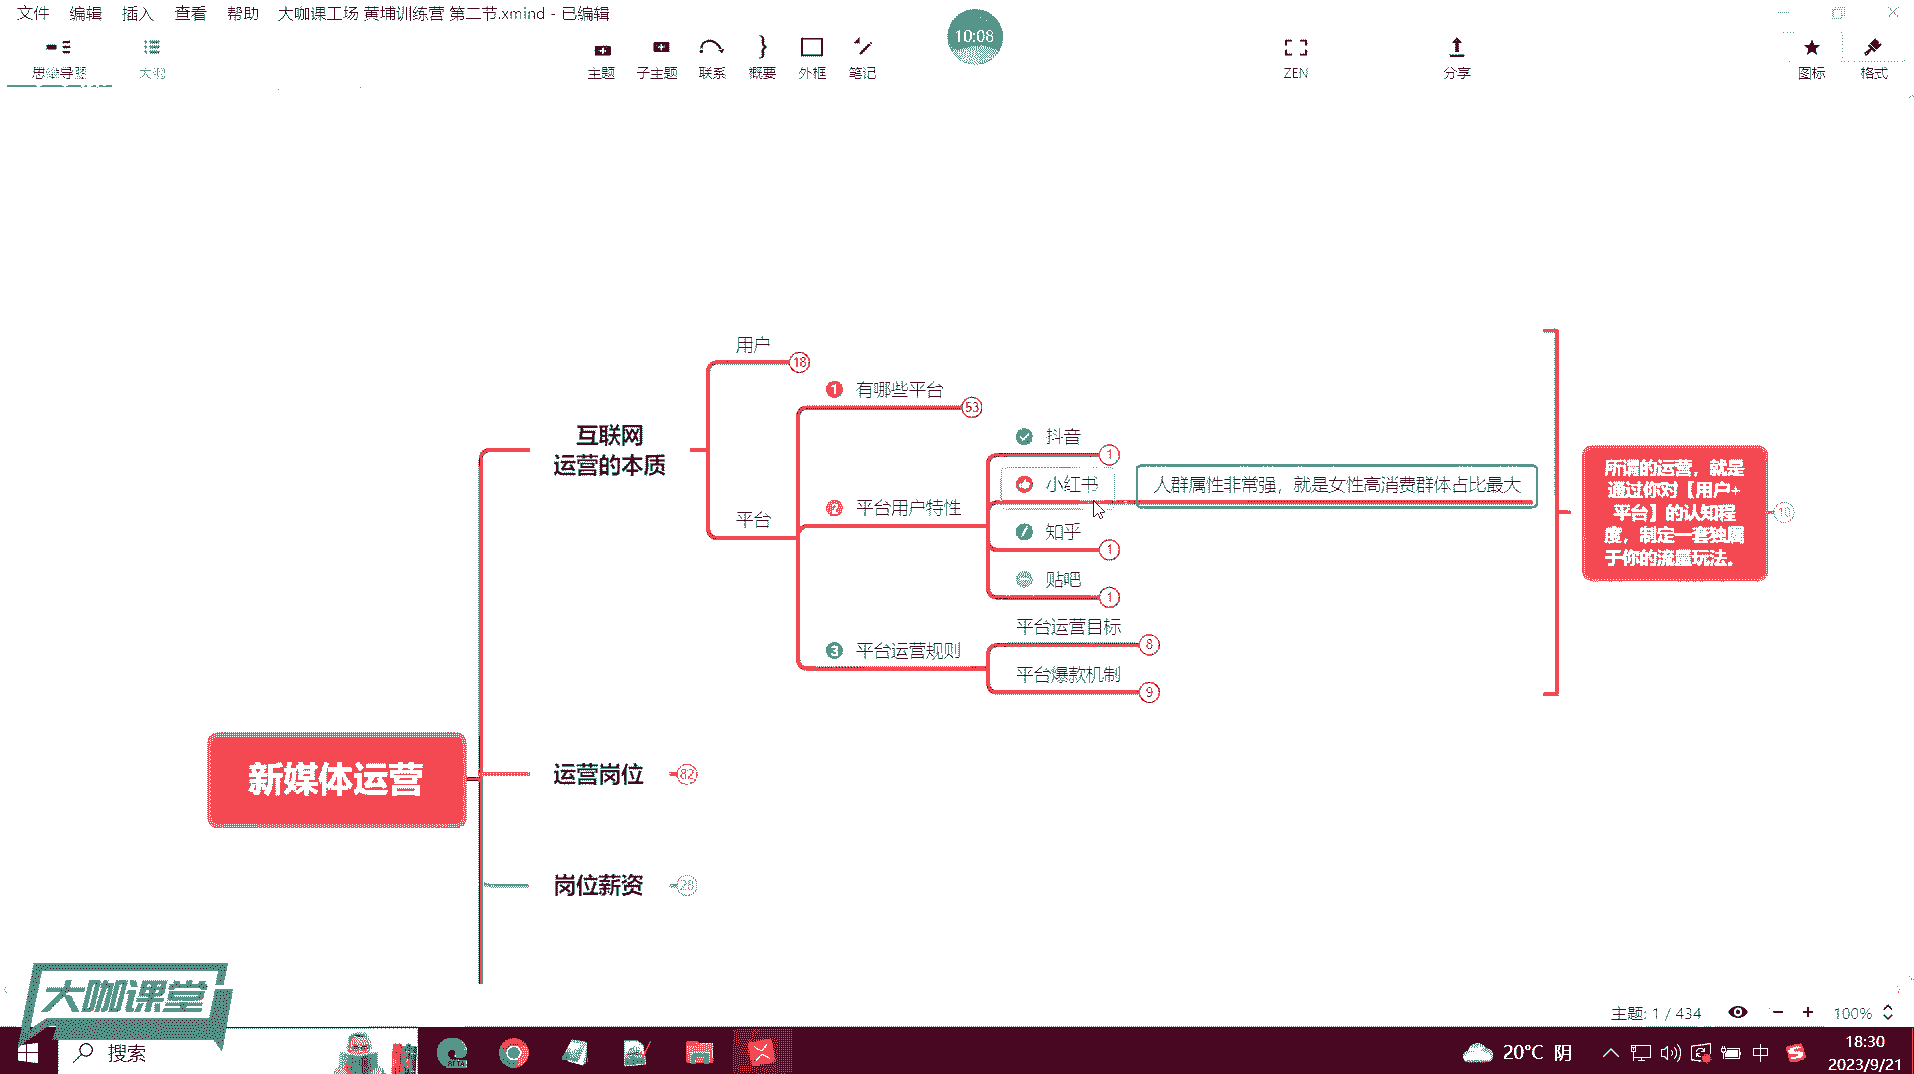 文件 编辑 插入 查看 帮助 大咖课工场 黄埔训练营 第二节.xmind - 已编辑
10:08
思维导图 大纲 主题 子主题 联系 概要 外框 笔记 ZEN 分享 图标 格式
用户
18
1 有哪些平台
53
互联网
运营的本质
抖音
1
小红书
人群属性非常强，就是女性高消费群体占比最大
所谓的运营，就是
通过你对【用户+
平台】的认知程
度，制定一套独属
于你的流量玩法。
10
2 平台用户特性
平台
知乎
1
贴吧
1
平台运营目标
8
3 平台运营规则
平台爆款机制
9
新媒体运营
运营岗位
82
岗位薪资
28
大咖课堂
主题: 1 / 434
100%
搜索
BETA
20°C 阴
中
18:30
2023/9/21